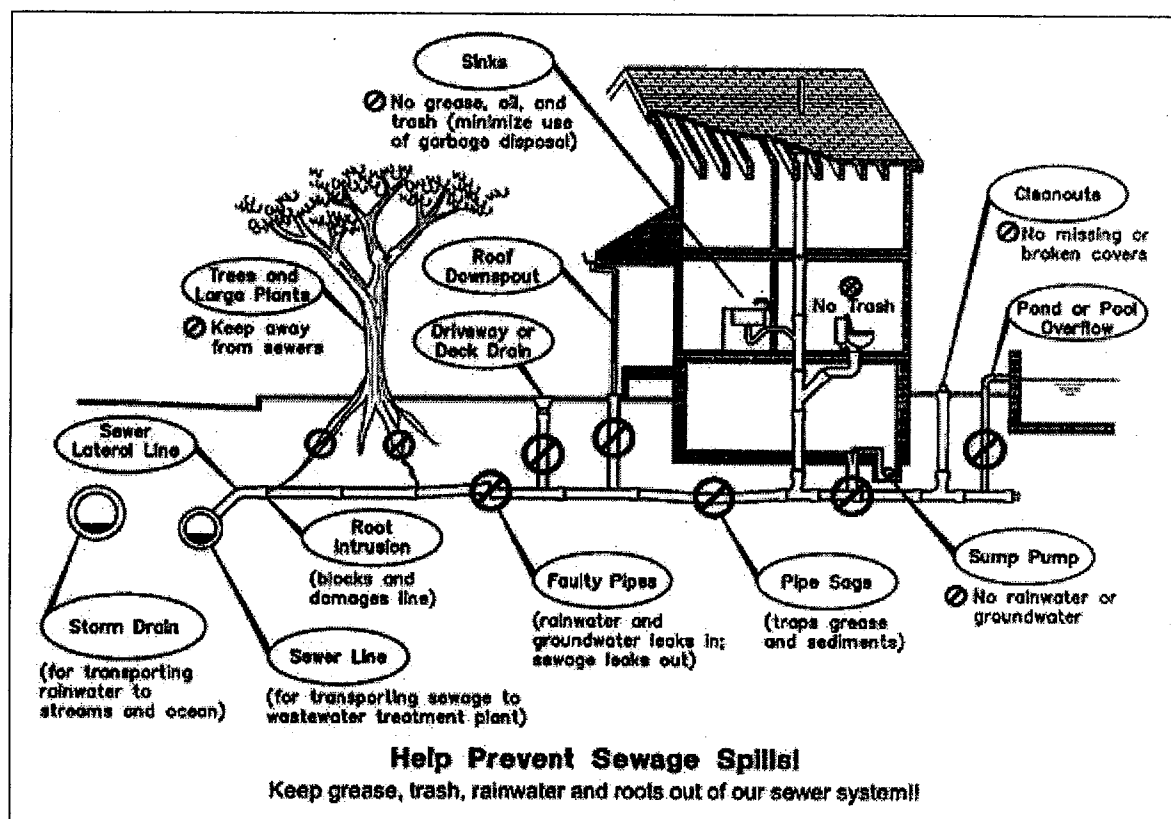 Sinks
No grease, oil, and
trash (minimize use
of garbage disposal)
Cleanouts
No missing or
broken covers
Roof
Downspout
Trees and
Large Plants
Keep away
from sewers
No Trash
Pond or Pool
Overflow
Driveway or
Deck Drain
Sewer
Lateral Line
Root
Intrusion
(blocks and
damages line)
Faulty Pipes
(rainwater and
groundwater leaks in;
sewage leaks out)
Pipe Sags
(traps grease
and sediments)
Sump Pump
No rainwater or
groundwater
Storm Drain
(for transporting
rainwater to
streams and ocean)
Sewer Line
(for transporting sewage to
wastewater treatment plant)
Help Prevent Sewage Spills!
Keep grease, trash, rainwater and roots out of our sewer system!!